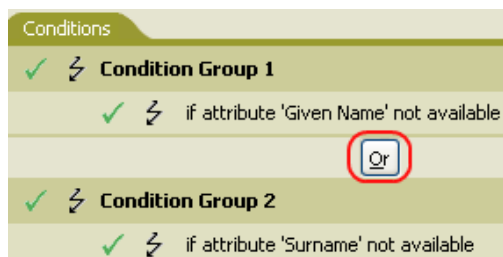 Conditions
Condition Group 1
if attribute 'Given Name' not available
Or
Condition Group 2
if attribute 'Surname' not available